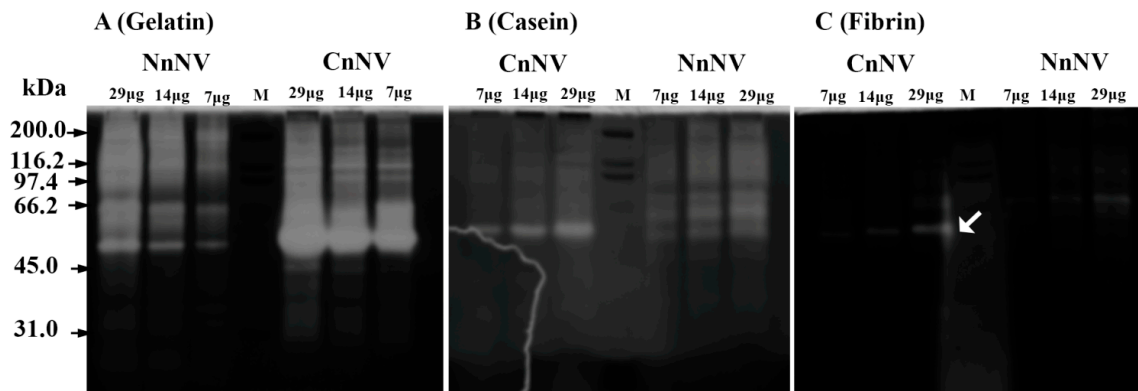 A (Gelatin) B (Casein) C (Fibrin)
NnNV CnNV CnNV NnNV CnNV NnNV
kDa 29μg 14μg 7μg M 29μg 14μg 7μg 7μg 14μg 29μg M 7μg 14μg 29μg 7μg 14μg 29μg M 7μg 14μg 29μg
200.0
116.2
97.4
66.2
45.0
31.0